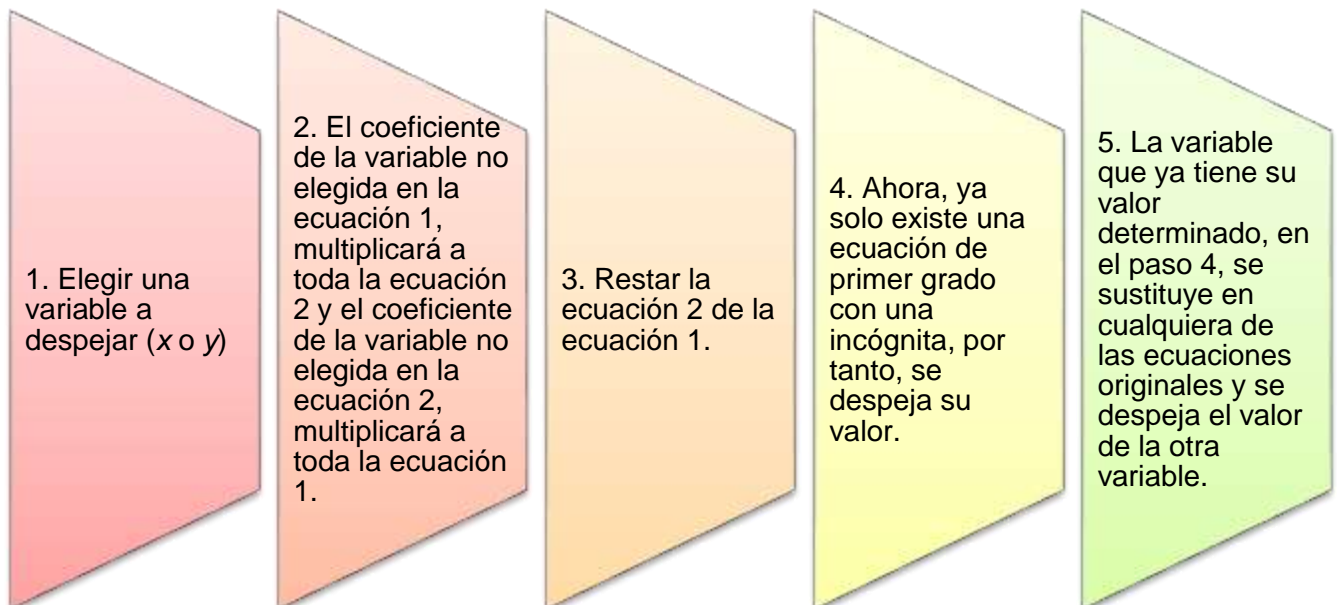 1. Elegir una
variable a
despejar (x o y)
2. El coeficiente
de la variable no
elegida en la
ecuación 1,
multiplicará a
toda la ecuación
2 y el coeficiente
de la variable no
elegida en la
ecuación 2,
multiplicará a
toda la ecuación
1.
3. Restar la
ecuación 2 de la
ecuación 1.
4. Ahora, ya
solo existe una
ecuación de
primer grado
con una
incógnita, por
tanto, se
despeja su
valor.
5. La variable
que ya tiene su
valor
determinado, en
el paso 4, se
sustituye en
cualquiera de
las ecuaciones
originales y se
despeja el valor
de la otra
variable.